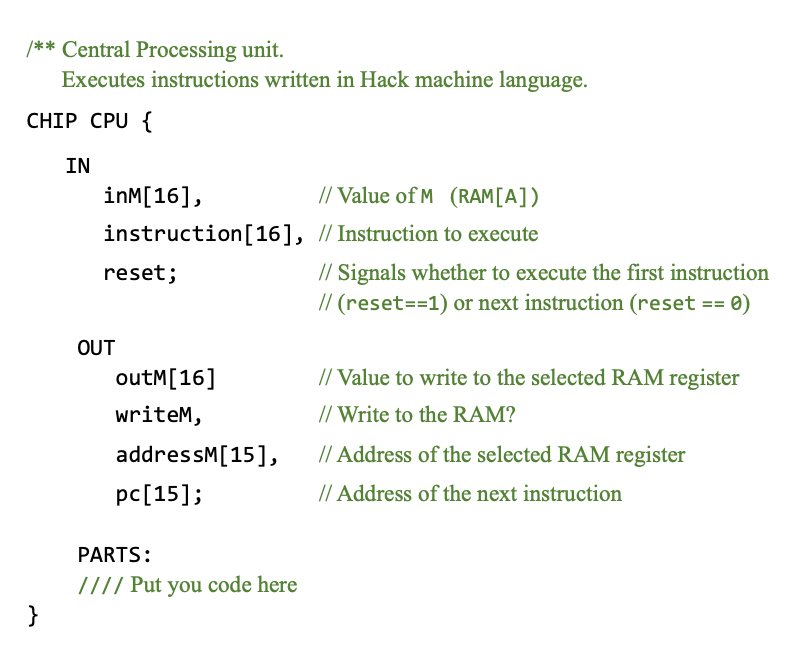 /** Central Processing unit.
Executes instructions written in Hack machine language.
CHIP CPU {
IN
inM[16], // Value of M (RAM[A])
instruction[16], // Instruction to execute
reset; // Signals whether to execute the first instruction
// (reset==1) or next instruction (reset == 0)
OUT
outM[16] // Value to write to the selected RAM register
writeM, // Write to the RAM?
addressM[15], // Address of the selected RAM register
pc[15]; // Address of the next instruction
PARTS:
//// Put you code here
}